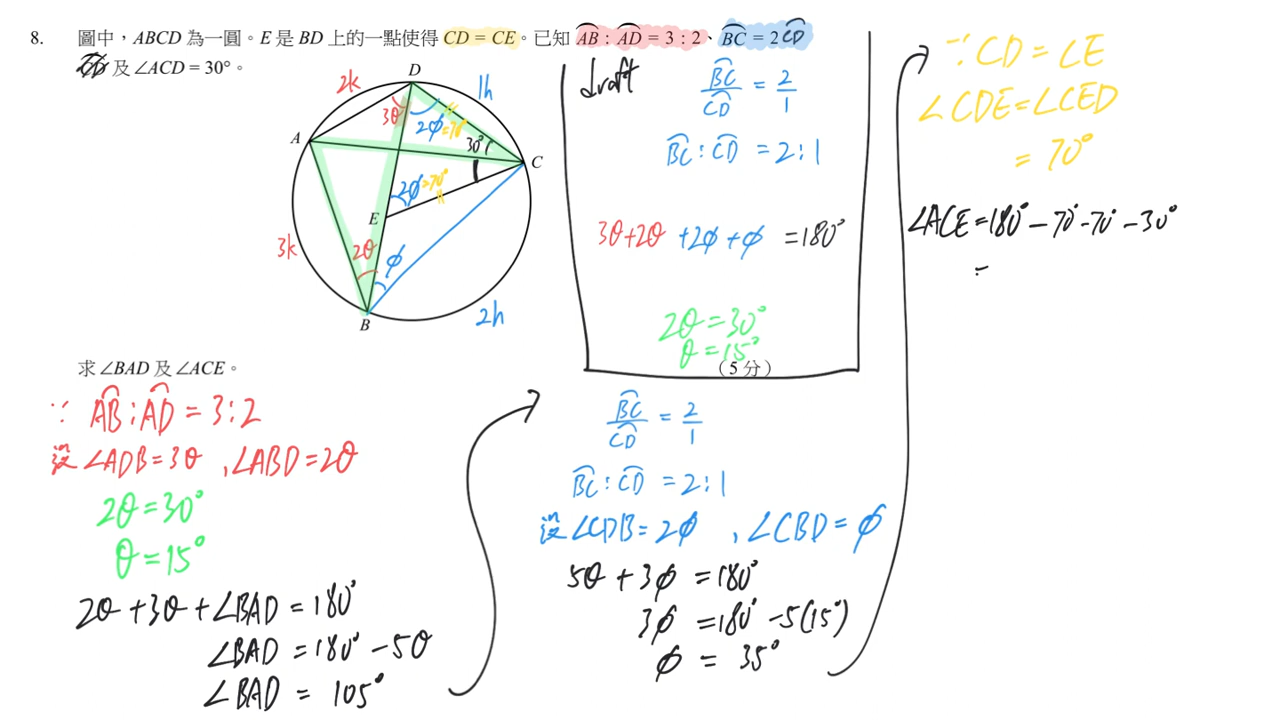 8. 圖中，ABCD 為一圓。E 是 BD 上的一點使得 CD = CE。已知 AB : AD = 3 : 2、BC = 2 CD
及 ∠ACD = 30°。
D
2k
1h
3θ
2ϕ=70°
30°
A
C
2ϕ=70°
E
3k
2θ
ϕ
B
2h
求 ∠BAD 及 ∠ACE。
(5 分)
draft
BC/CD = 2/1
BC : CD = 2 : 1
3θ+2θ +2ϕ+ϕ =180°
2θ=30°
θ=15°
∵ AB : AD = 3 : 2
設 ∠ADB=3θ ,∠ABD=2θ
2θ=30°
θ=15°
2θ+3θ+∠BAD=180°
∠BAD=180°-5θ
∠BAD = 105°
BC/CD = 2/1
BC : CD = 2 : 1
設 ∠CDB=2ϕ ,∠CBD=ϕ
5θ+3ϕ =180°
3ϕ =180°-5(15°)
ϕ = 35°
∵ CD=∠E
∠CDE=∠CED
= 70°
∠ACE=180°-70°-70°-30°
=